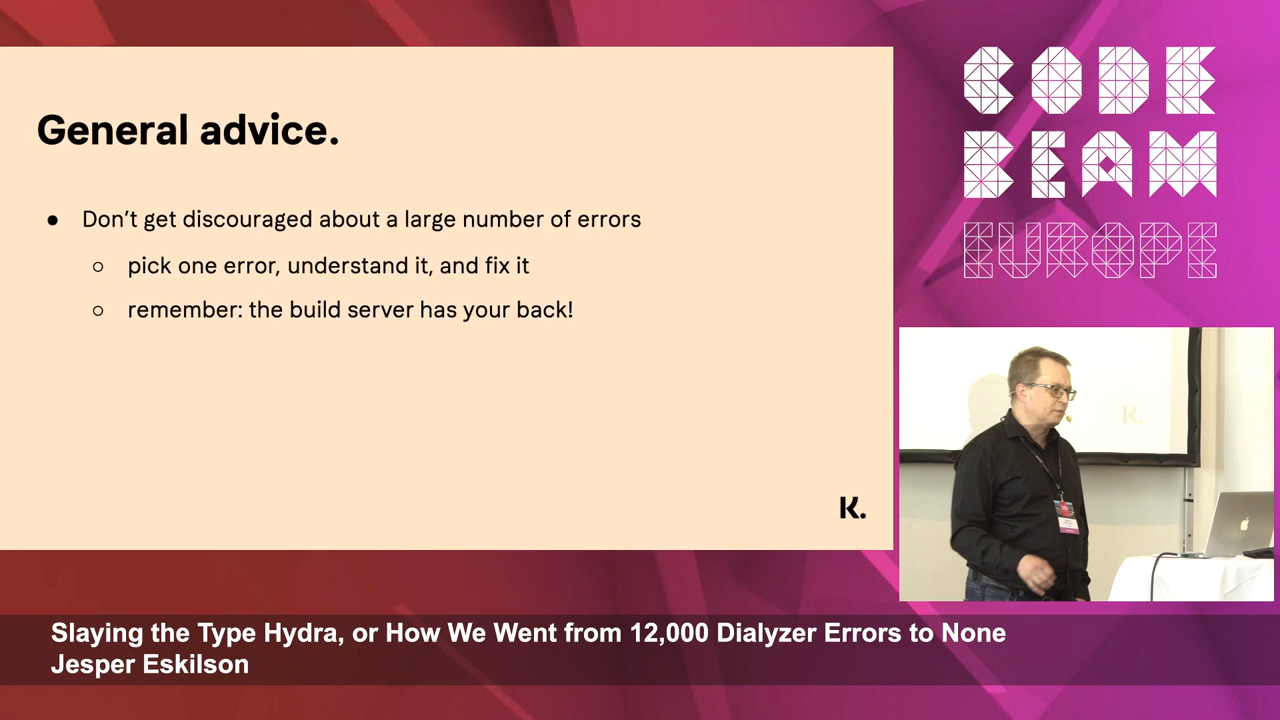 General advice.
● Don't get discouraged about a large number of errors
○ pick one error, understand it, and fix it
○ remember: the build server has your back!
K.
CODE
BEAM
EUROPE
K.
Slaying the Type Hydra, or How We Went from 12,000 Dialyzer Errors to None
Jesper Eskilson